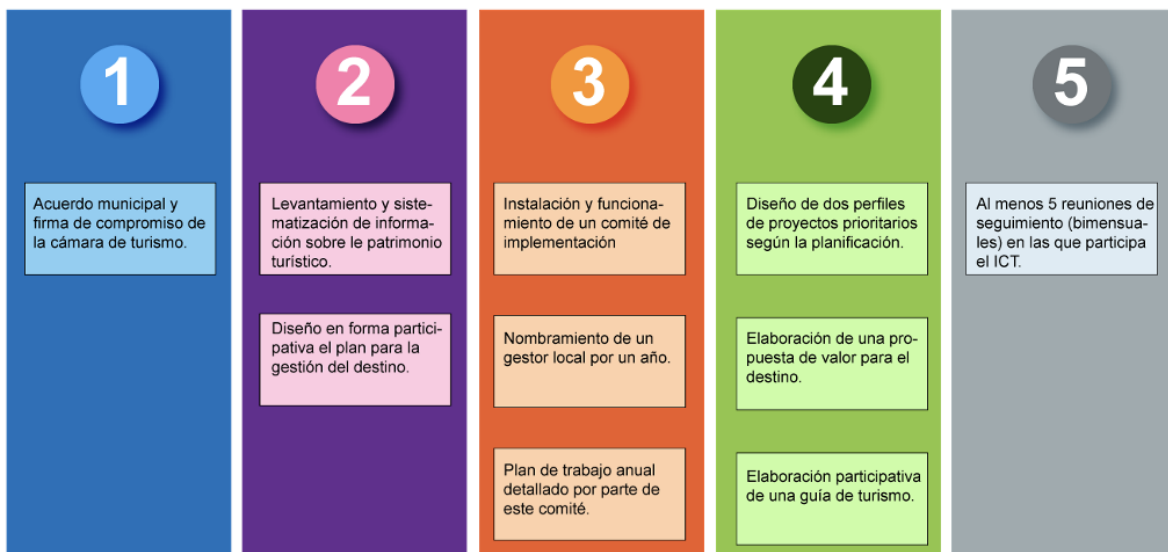 1
Acuerdo municipal y
firma de compromiso de
la cámara de turismo.
2
Levantamiento y siste-
matización de informa-
ción sobre le patrimonio
turístico.
Diseño en forma partici-
pativa el plan para la
gestión del destino.
3
Instalación y funciona-
miento de un comité de
implementación
Nombramiento de un
gestor local por un año.
Plan de trabajo anual
detallado por parte de
este comité.
4
Diseño de dos perfiles
de proyectos prioritarios
según la planificación.
Elaboración de una pro-
puesta de valor para el
destino.
Elaboración participativa
de una guía de turismo.
5
Al menos 5 reuniones de
seguimiento (bimensua-
les) en las que participa
el ICT.